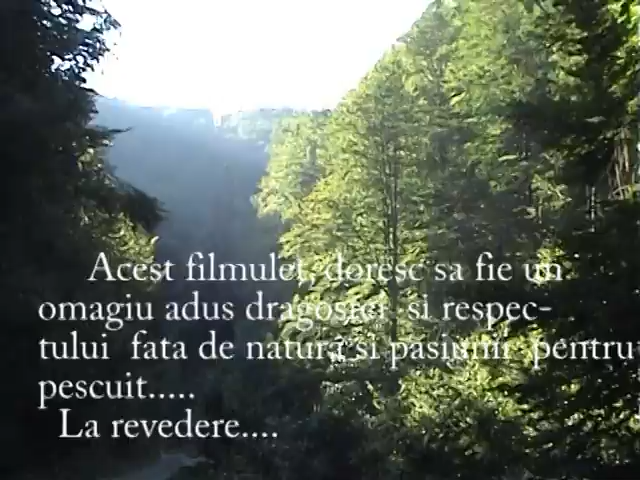 Acest filmulet, doresc sa fie un
omagiu adus dragostei si respec-
tului fata de natura si pasiunii pentru
pescuit.....
La revedere....